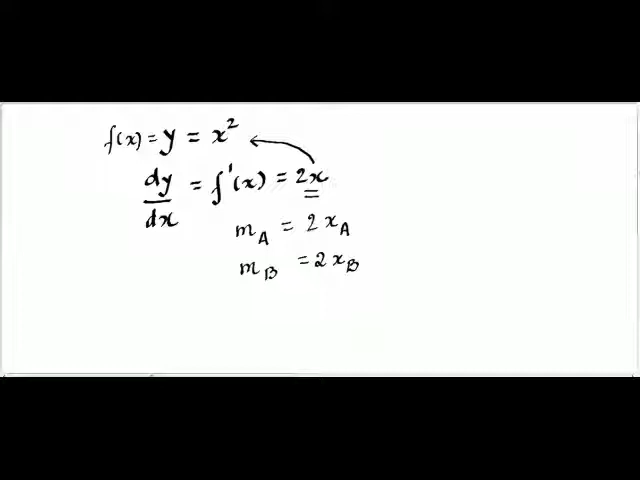 f(x) = y = x²
dy/dx = f'(x) = 2x
m_A = 2x_A
m_B = 2x_B